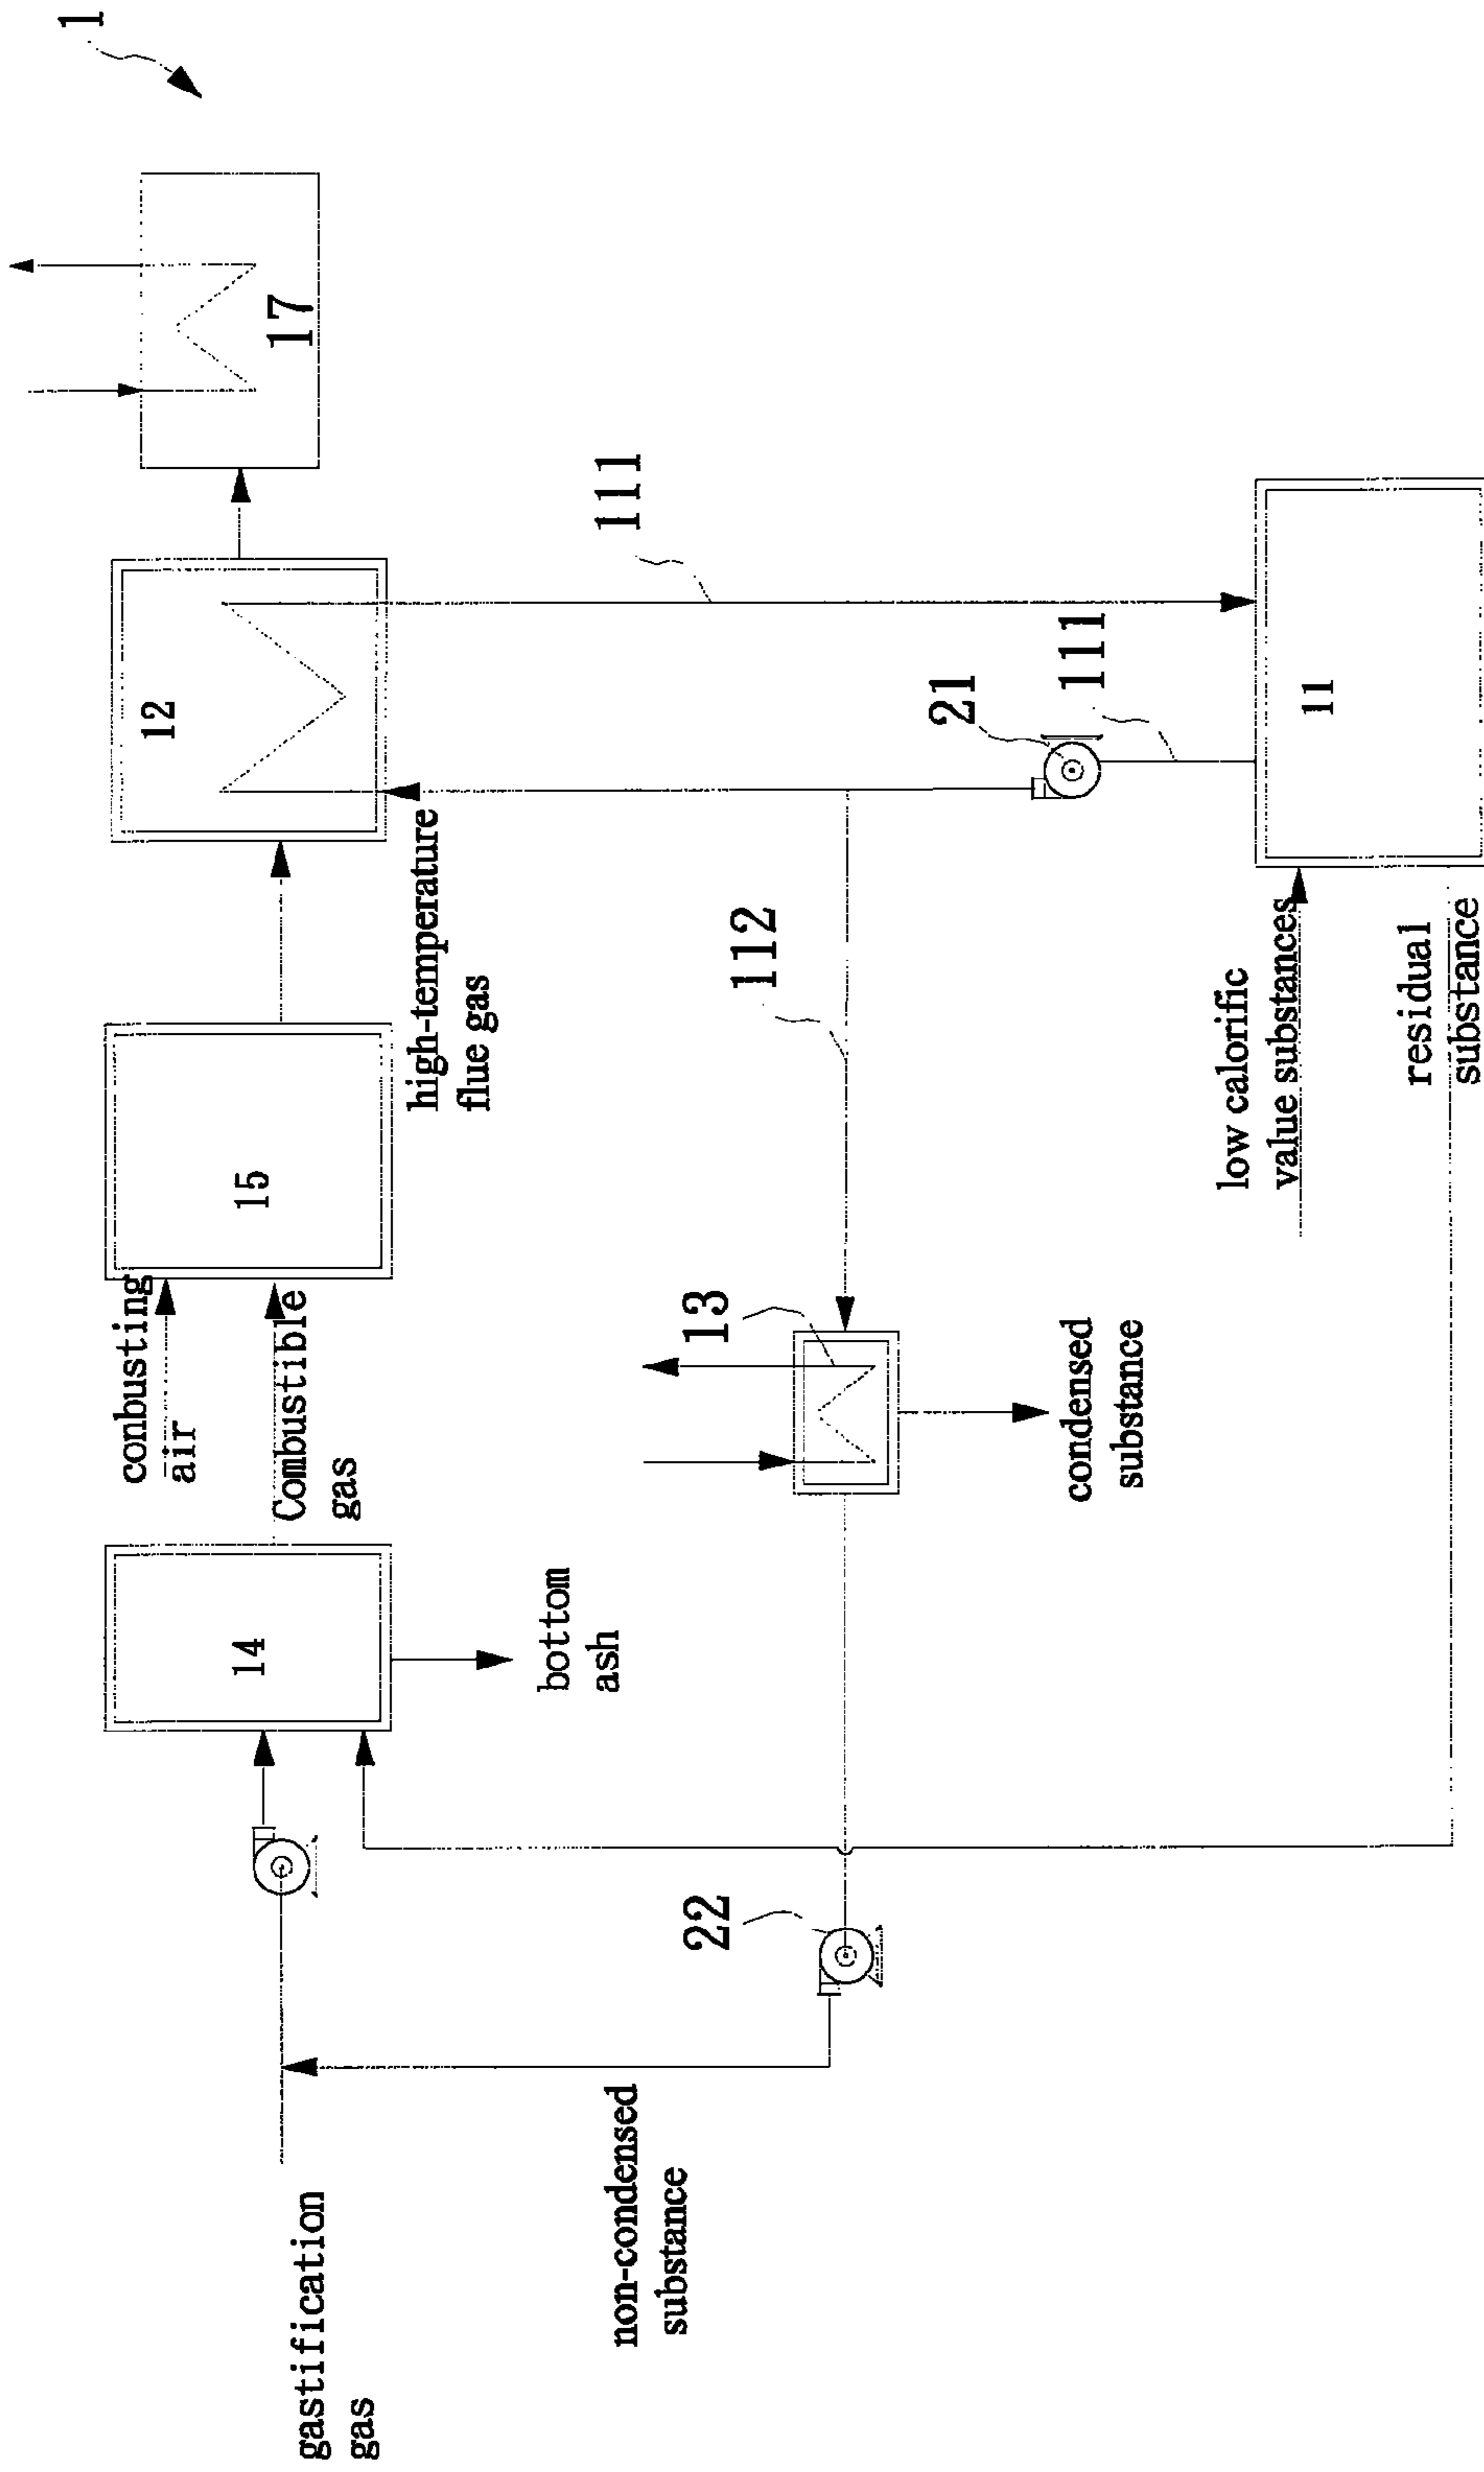 1
17
12
111
21
111
11
high-temperature
flue gas
112
low calorific
value substances
residual
substance
15
conbusting
air
Combustible
gas
13
condensed
substance
14
bottom
ash
22
non-condensed
substance
gastification
gas